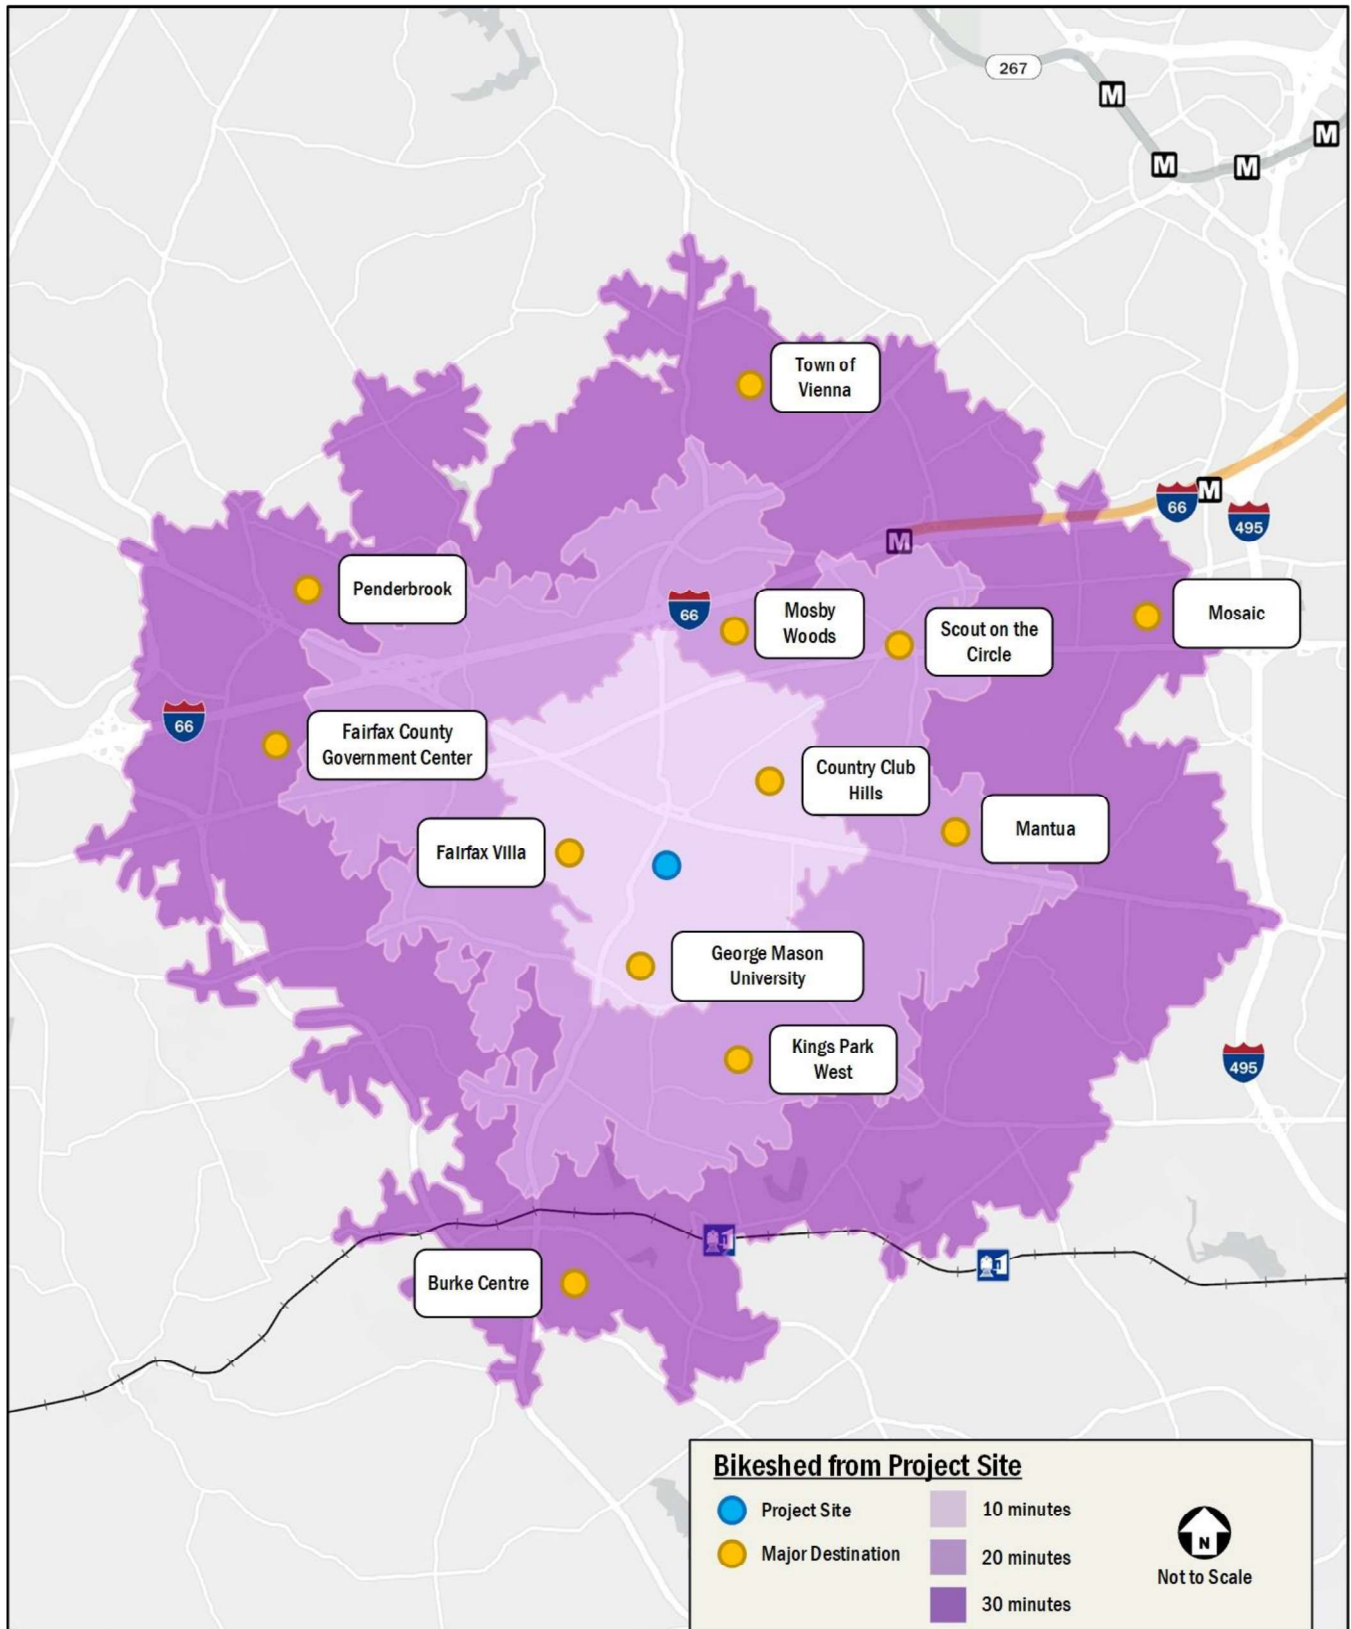 267
M
M
M
M
Town of
Vienna
66
M
495
M
Penderbrook
66
Mosby
Woods
Scout on the
Circle
Mosaic
66
Fairfax County
Government Center
Country Club
Hills
Mantua
Fairfax Villa
George Mason
University
Kings Park
West
495
Burke Centre
Bikeshed from Project Site
Project Site
Major Destination
10 minutes
20 minutes
30 minutes
N
Not to Scale